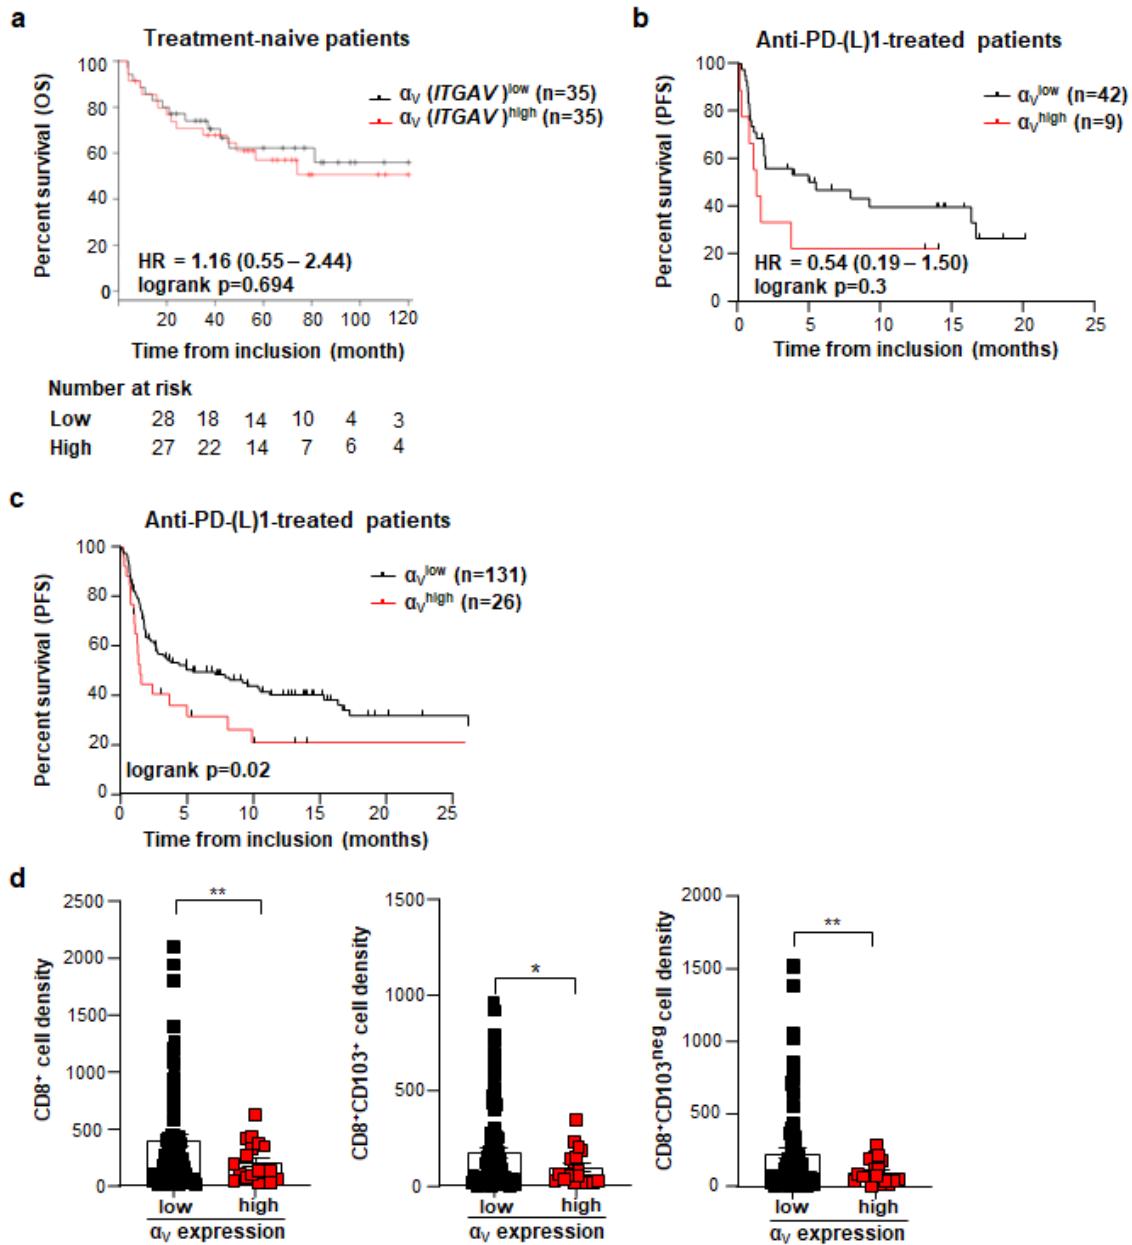 a
Treatment-naive patients
Percent survival (OS)
100
80
60
40
20
0
αV (ITGAV)low (n=35)
αV (ITGAV)high (n=35)
HR = 1.16 (0.55 – 2.44)
logrank p=0.694
20 40 60 80 100 120
Time from inclusion (month)
Number at risk
Low 28 18 14 10 4 3
High 27 22 14 7 6 4
b
Anti-PD-(L)1-treated patients
Percent survival (PFS)
100
80
60
40
20
0
αVlow (n=42)
αVhigh (n=9)
HR = 0.54 (0.19 – 1.50)
logrank p=0.3
0 5 10 15 20 25
Time from inclusion (months)
c
Anti-PD-(L)1-treated patients
Percent survival (PFS)
100
80
60
40
20
0
αVlow (n=131)
αVhigh (n=26)
logrank p=0.02
0 5 10 15 20 25
Time from inclusion (months)
d
CD8+ cell density
2500
2000
1500
1000
500
0
**
low high
αV expression
CD8+CD103+ cell density
1500
1000
500
0
*
low high
αV expression
CD8+CD103neg cell density
2000
1500
1000
500
0
**
low high
αV expression